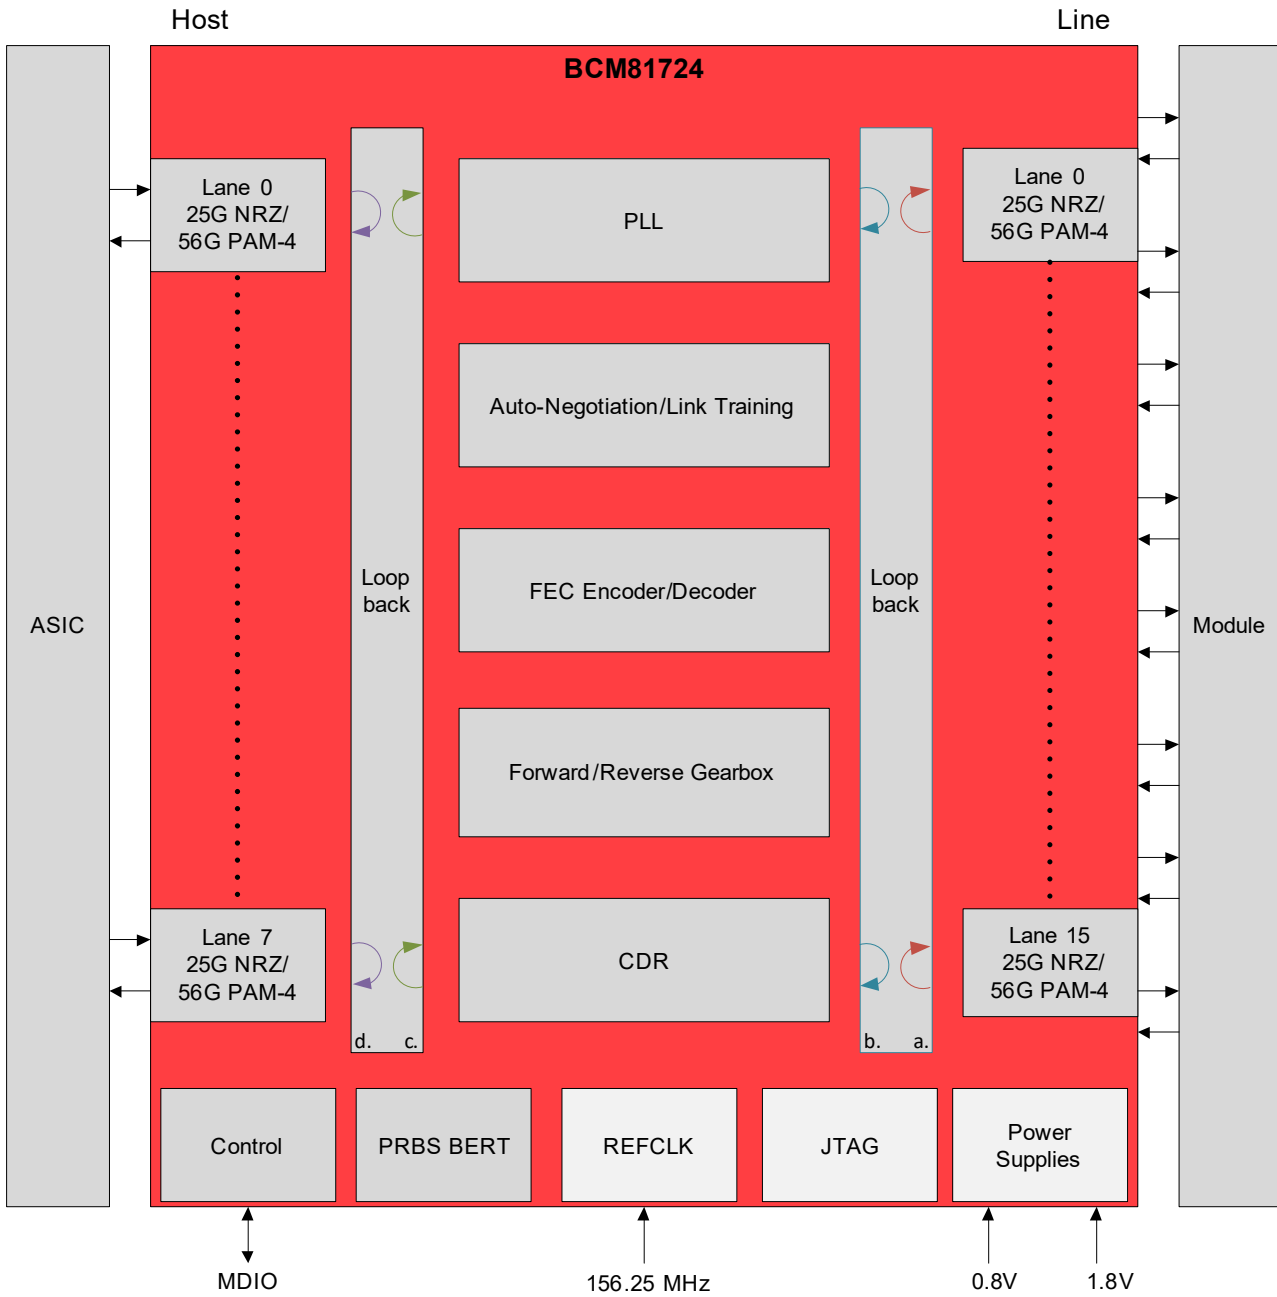 Host
Line
BCM81724
Lane 0
25G NRZ/
56G PAM-4
PLL
Lane 0
25G NRZ/
56G PAM-4
Auto-Negotiation/Link Training
Loop
back
FEC Encoder/Decoder
Loop
back
ASIC
Module
Forward/Reverse Gearbox
Lane 7
25G NRZ/
56G PAM-4
CDR
Lane 15
25G NRZ/
56G PAM-4
d. c.
b. a.
Control
PRBS BERT
REFCLK
JTAG
Power
Supplies
MDIO
156.25 MHz
0.8V
1.8V